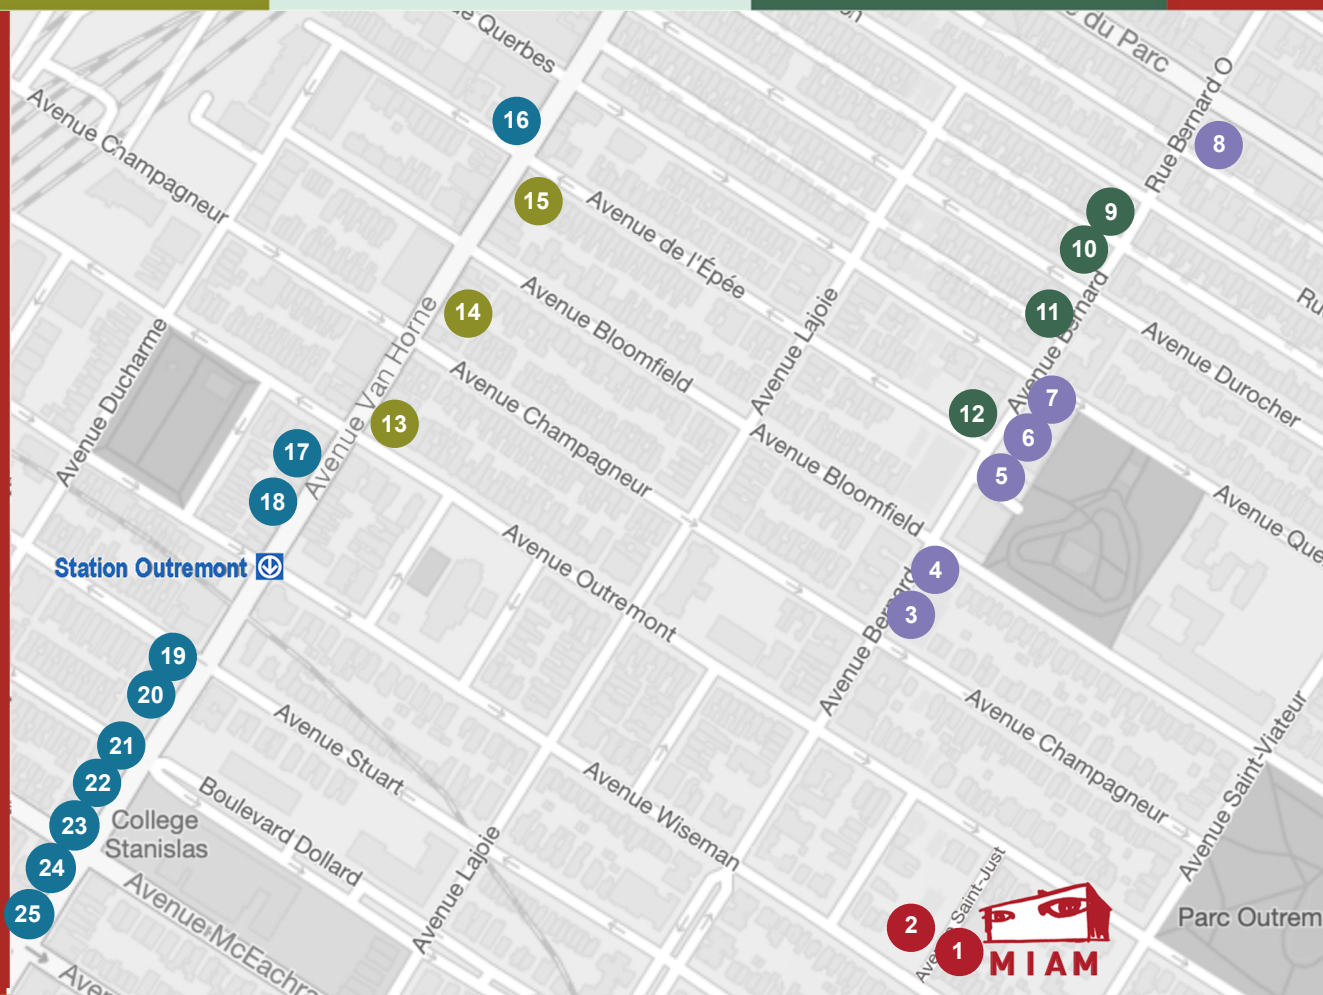 de Querbes
du Parc
Avenue Champagneur
16
Rue Bernard O
8
15
Avenue de l'Épée
9
10
14
Avenue Bloomfield
Avenue Lajoie
11
Avenue Bernard
Avenue Durocher
Avenue Ducharme
Avenue Van Horne
Avenue Champagneur
13
12
7
6
5
17
18
Avenue Bloomfield
Avenue Que
Station Outremont
Avenue Outremont
4
3
Avenue Bernard
19
20
21
22
23
24
25
Avenue Stuart
Boulevard Dollard
College
Stanislas
Avenue McEachra
Avenue Lajoie
Avenue Wiseman
Avenue Champagneur
Avenue Saint-Viateur
Parc Outrem
Avenue Saint-Just
2
1
MIAM
Aven
Ru